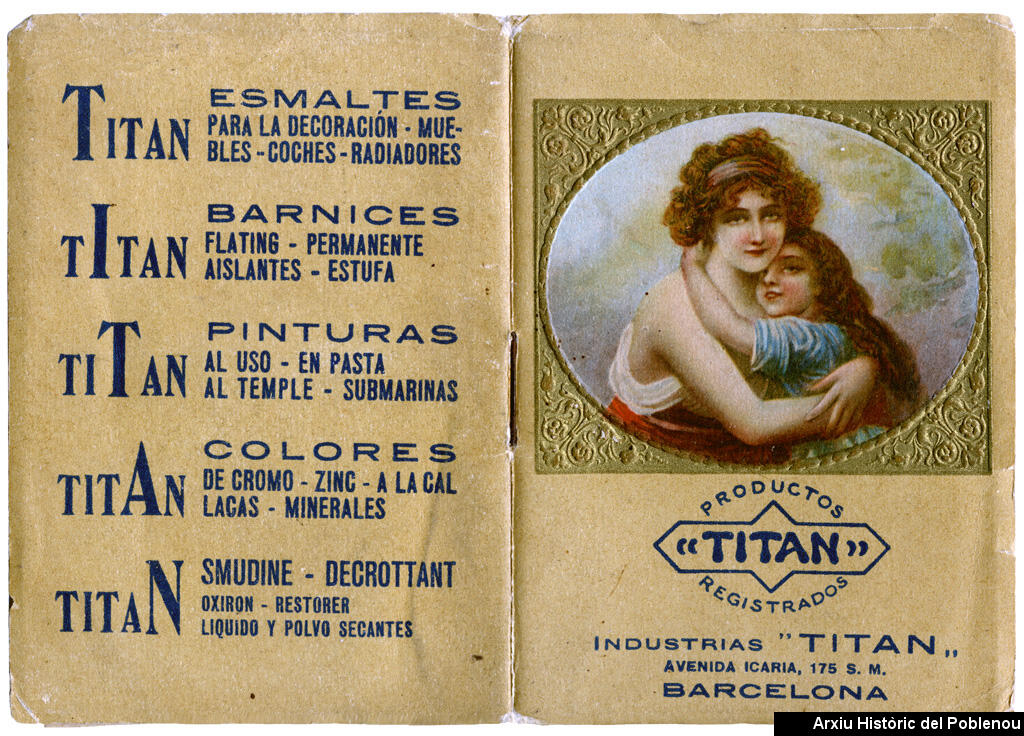 TITAN
ESMALTES
PARA LA DECORACIÓN - MUE-
BLES - COCHES - RADIADORES
TITAN
BARNICES
FLATING - PERMANENTE
AISLANTES - ESTUFA
TITAN
PINTURAS
AL USO - EN PASTA
AL TEMPLE - SUBMARINAS
TITAN
COLORES
DE CROMO - ZINC - A LA CAL
LACAS - MINERALES
TITAN
SMUDINE - DECROTTANT
OXIRON - RESTORER
LIQUIDO Y POLVO SECANTES
PRODUCTOS
«TITAN»
REGISTRADOS
INDUSTRIAS "TITAN„
AVENIDA ICARIA, 175 S. M.
BARCELONA
Arxiu Històric del Poblenou